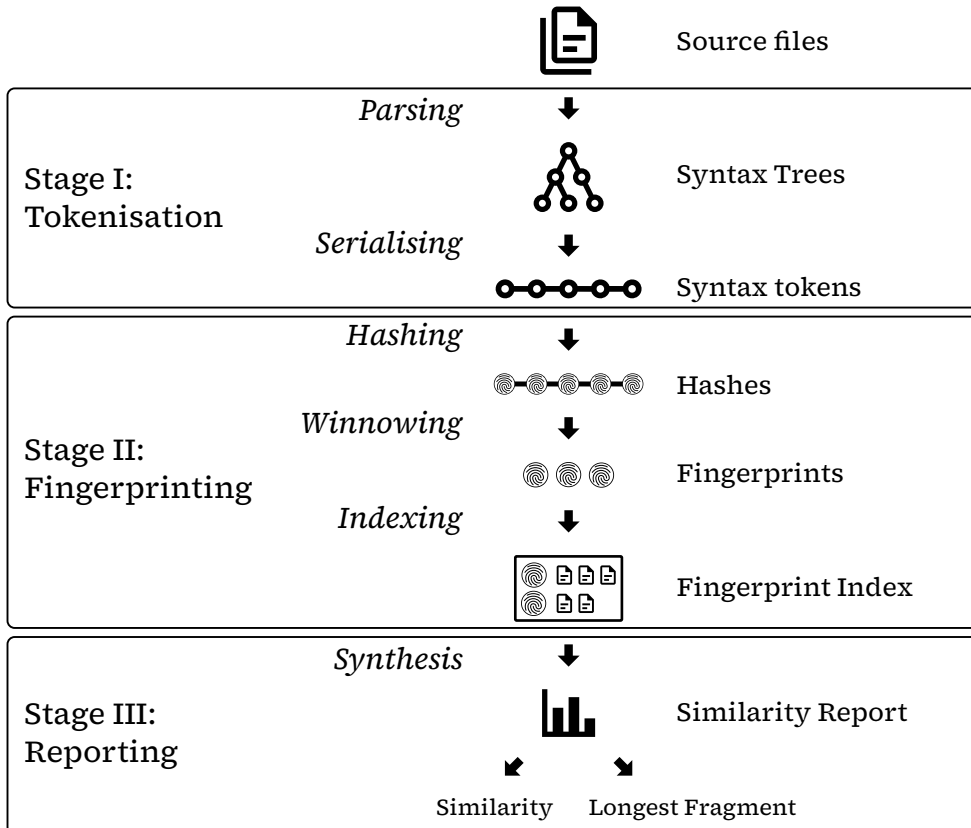 Source files
Parsing
Stage I:
Tokenisation
Syntax Trees
Serialising
Syntax tokens
Hashing
Hashes
Winnowing
Stage II:
Fingerprinting
Fingerprints
Indexing
Fingerprint Index
Synthesis
Stage III:
Reporting
Similarity Report
Similarity
Longest Fragment